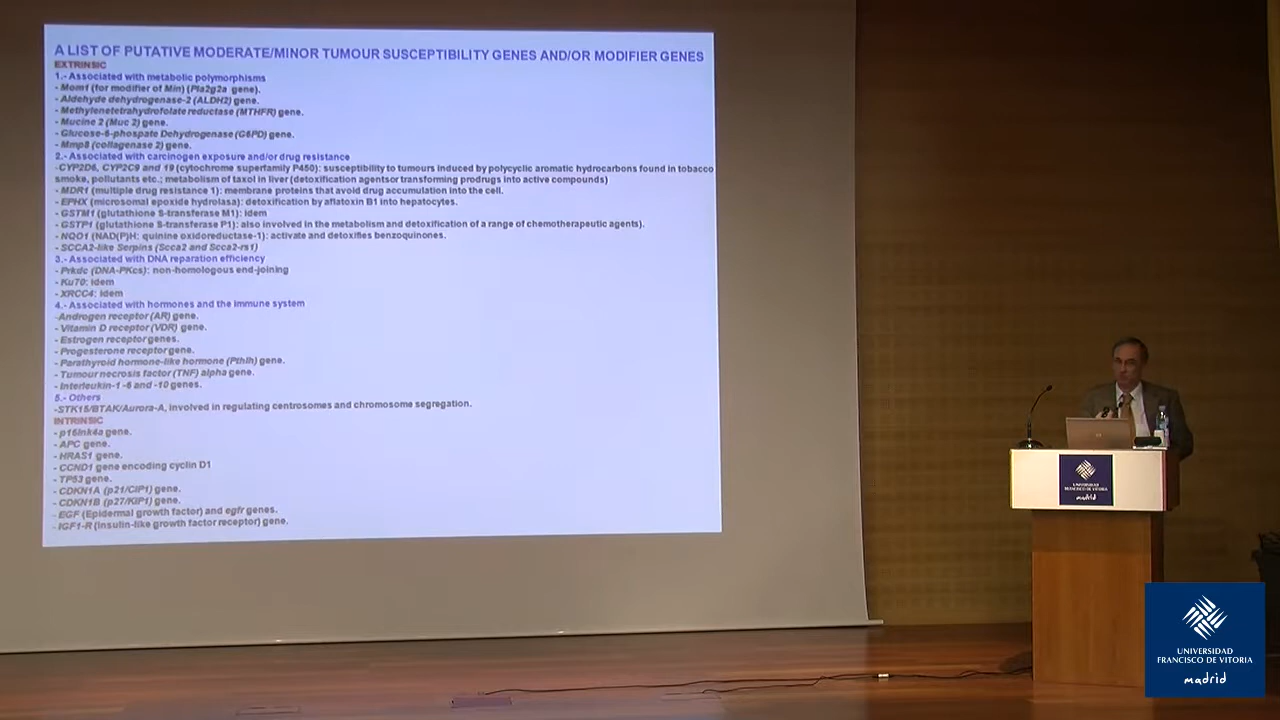 A LIST OF PUTATIVE MODERATE/MINOR TUMOUR SUSCEPTIBILITY GENES AND/OR MODIFIER GENES
EXTRINSIC
1.- Associated with metabolic polymorphisms
- Mom1 (for modifier of Min) (Pla2g2a gene).
- Aldehyde dehydrogenase-2 (ALDH2) gene.
- Methylenetetrahydrofolate reductase (MTHFR) gene.
- Mucine 2 (Muc 2) gene.
- Glucose-6-phospate Dehydrogenase (G6PD) gene.
- Mmp8 (collagenase 2) gene.
2.- Associated with carcinogen exposure and/or drug resistance
-CYP2D6, CYP2C9 and 19 (cytochrome superfamily P450): susceptibility to tumours induced by polycyclic aromatic hydrocarbons found in tobacco
smoke, pollutants etc.; metabolism of taxol in liver (detoxification agentsor transforming prodrugs into active compounds)
- MDR1 (multiple drug resistance 1): membrane proteins that avoid drug accumulation into the cell.
- EPHX (microsomal epoxide hydrolasa): detoxification by aflatoxin B1 into hepatocytes.
- GSTM1 (glutathione S-transferase M1): idem
- GSTP1 (glutathione S-transferase P1): also involved in the metabolism and detoxification of a range of chemotherapeutic agents).
- NQO1 (NAD(P)H: quinine oxidoreductase-1): activate and detoxifies benzoquinones.
- SCCA2-like Serpins (Scca2 and Scca2-rs1)
3.- Associated with DNA reparation efficiency
- Prkdc (DNA-PKcs): non-homologous end-joining
- Ku70: idem
- XRCC4: idem
4.- Associated with hormones and the immune system
-Androgen receptor (AR) gene.
- Vitamin D receptor (VDR) gene.
- Estrogen receptor genes.
- Progesterone receptor gene.
- Parathyroid hormone-like hormone (Pthlh) gene.
- Tumour necrosis factor (TNF) alpha gene.
- Interleukin-1 -6 and -10 genes.
5.- Others
-STK15/BTAK/Aurora-A, involved in regulating centrosomes and chromosome segregation.
INTRINSIC
- p16Ink4a gene.
- APC gene.
- HRAS1 gene.
- CCND1 gene encoding cyclin D1
- TP53 gene.
- CDKN1A (p21/CIP1) gene.
- CDKN1B (p27/KIP1) gene.
- EGF (Epidermal growth factor) and egfr genes.
- IGF1-R (insulin-like growth factor receptor) gene.
UNIVERSIDAD
FRANCISCO DE VITORIA
madrid
UNIVERSIDAD
FRANCISCO DE VITORIA
madrid